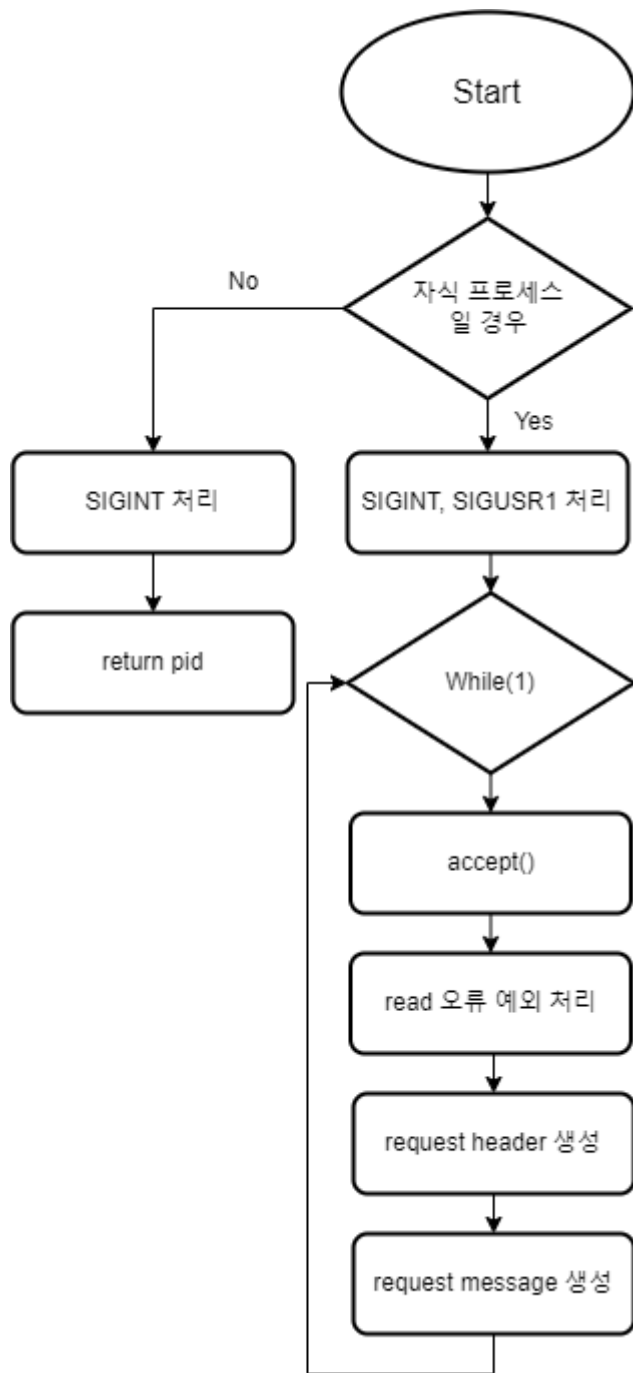 Start
자식 프로세스
일 경우
No
Yes
SIGINT 처리
SIGINT, SIGUSR1 처리
return pid
While(1)
accept()
read 오류 예외 처리
request header 생성
request message 생성